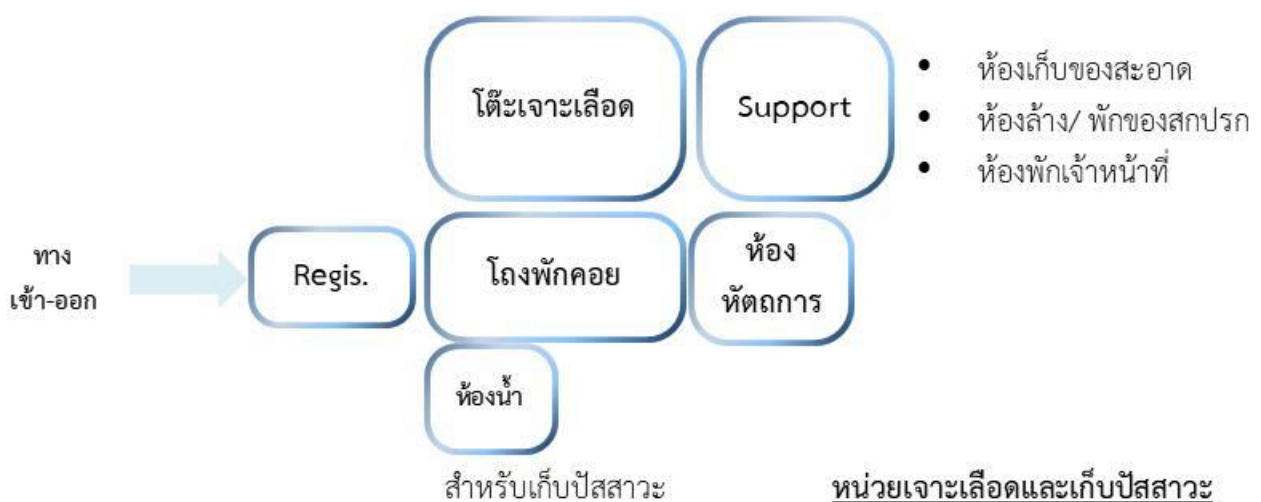 โต๊ะเจาะเลือด
Support
• ห้องเก็บของสะอาด
• ห้องล้าง/ พักของสกปรก
• ห้องพักเจ้าหน้าที่
ทาง
เข้า-ออก
Regis.
โถงพักคอย
ห้อง
หัตถการ
ห้องน้ำ
สำหรับเก็บปัสสาวะ
หน่วยเจาะเลือดและเก็บปัสสาวะ